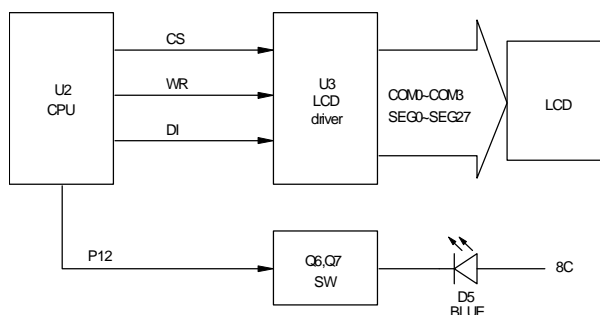 CS
U2
CPU
WR
DI
U3
LCD
driver
COM0~COM3
SEG0~SEG27
LCD
P12
Q6,Q7
SW
8C
D5
BLUE